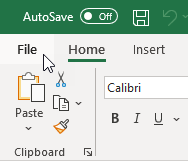 AutoSave Off
File Home Insert
Calibri
Paste
B I U
Clipboard